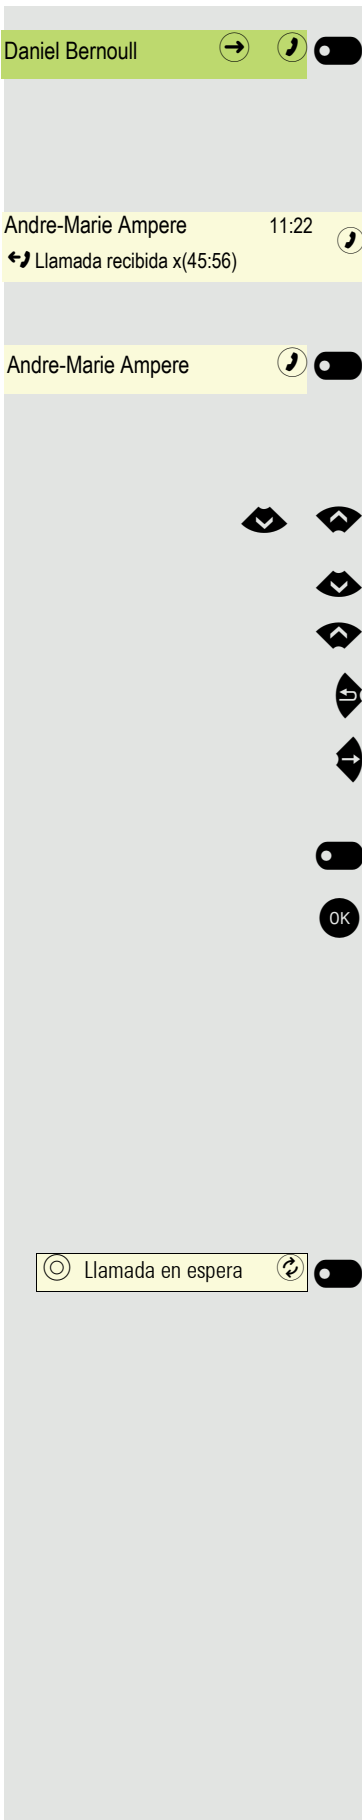 Daniel Bernoull
Andre-Marie Ampere 11:22
Llamada recibida x(45:56)
Andre-Marie Ampere
OK
Llamada en espera